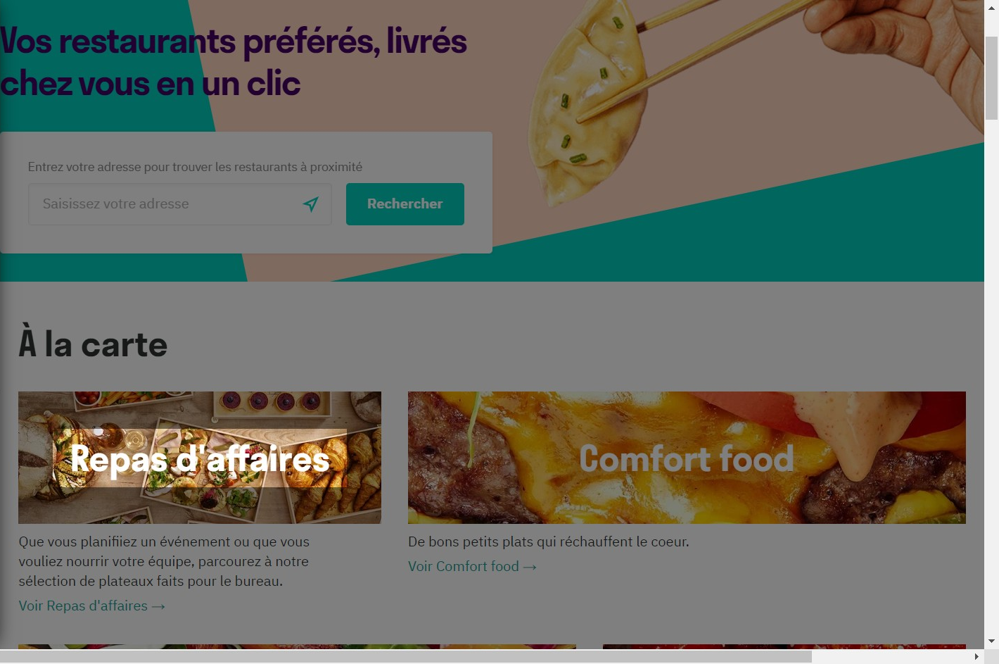 Vos restaurants préférés, livrés
chez vous en un clic
Entrez votre adresse pour trouver les restaurants à proximité
Saisissez votre adresse
Rechercher
À la carte
Repas d'affaires
Que vous planifiiez un événement ou que vous
vouliez nourrir votre équipe, parcourez à notre
sélection de plateaux faits pour le bureau.
Voir Repas d'affaires →
Comfort food
De bons petits plats qui réchauffent le coeur.
Voir Comfort food →